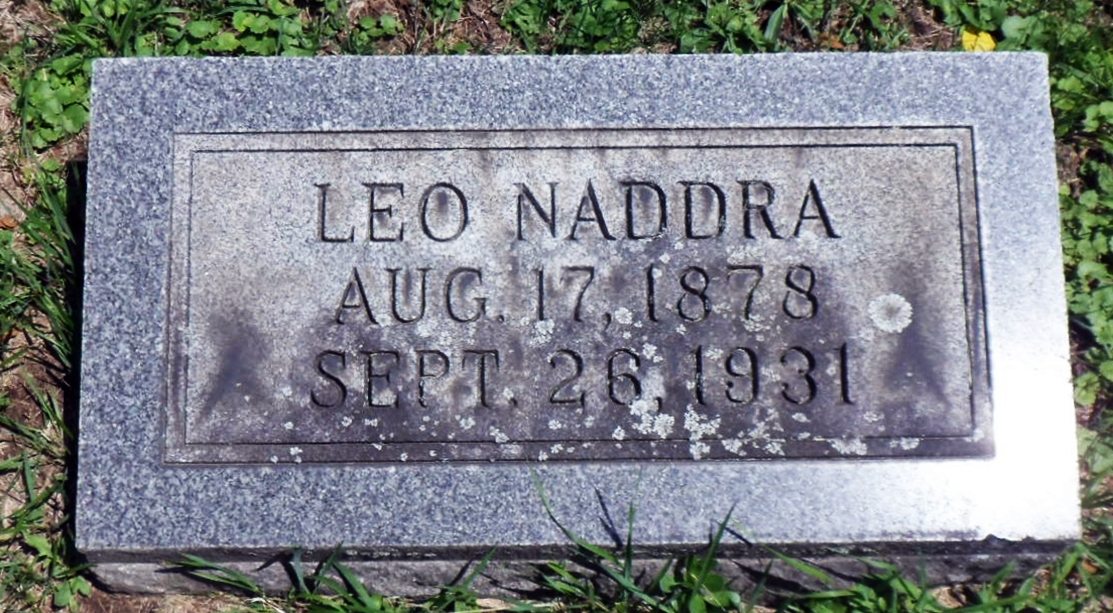 LEO NADDRA
AUG. 17, 1878
SEPT. 26, 1931